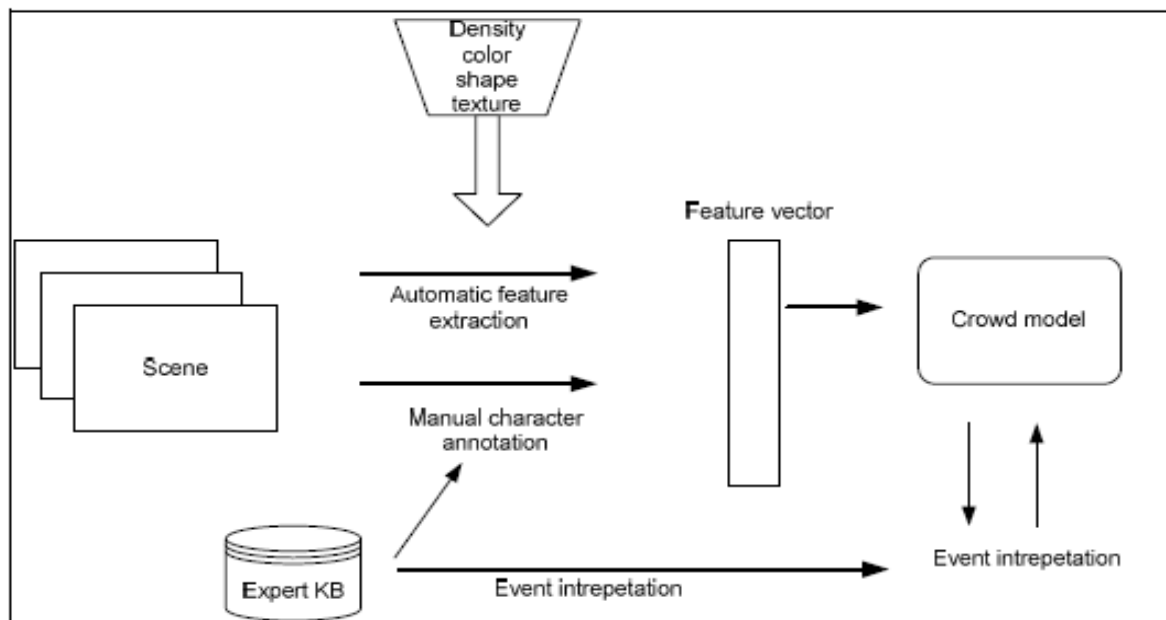 Density
color
shape
texture
Feature vector
Automatic feature
extraction
Crowd model
Scene
Manual character
annotation
Event intrepetation
Expert KB
Event intrepetation